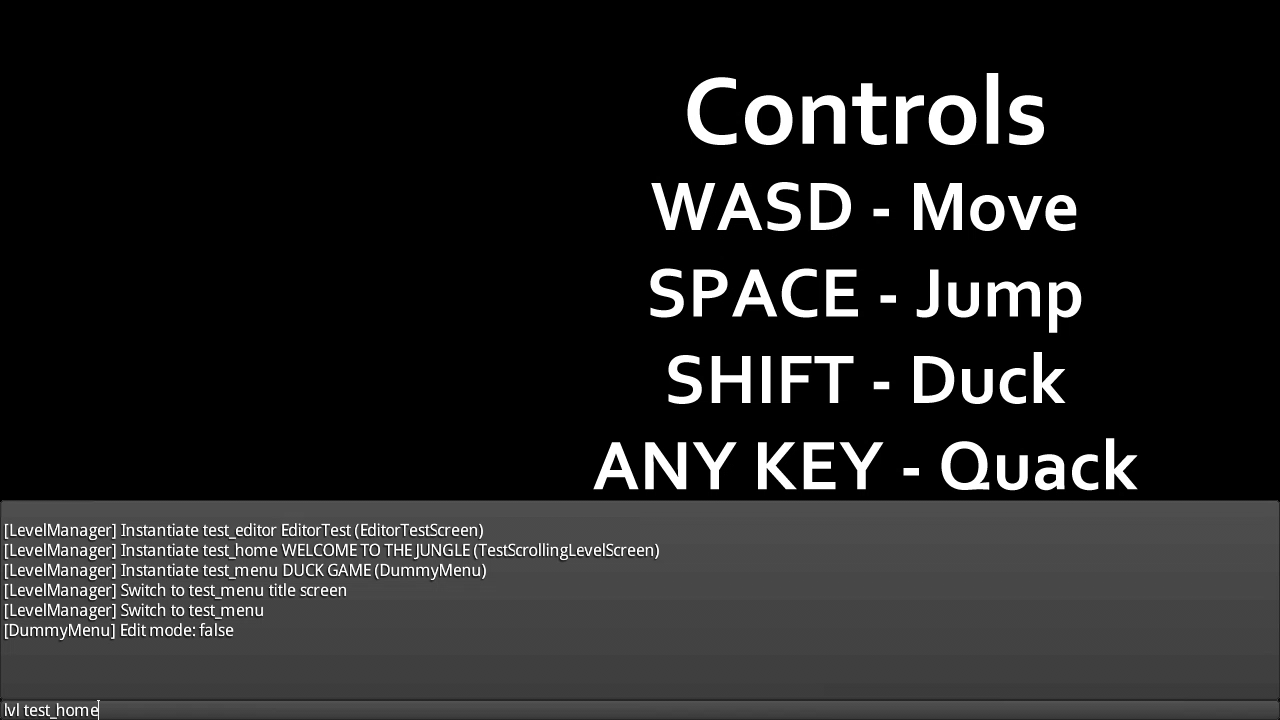 Controls
WASD - Move
SPACE - Jump
SHIFT - Duck
ANY KEY - Quack
[LevelManager] Instantiate test_editor EditorTest (EditorTestScreen)
[LevelManager] Instantiate test_home WELCOME TO THE JUNGLE (TestScrollingLevelScreen)
[LevelManager] Instantiate test_menu DUCK GAME (DummyMenu)
[LevelManager] Switch to test_menu title screen
[LevelManager] Switch to test_menu
[DummyMenu] Edit mode: false
lvl test_home